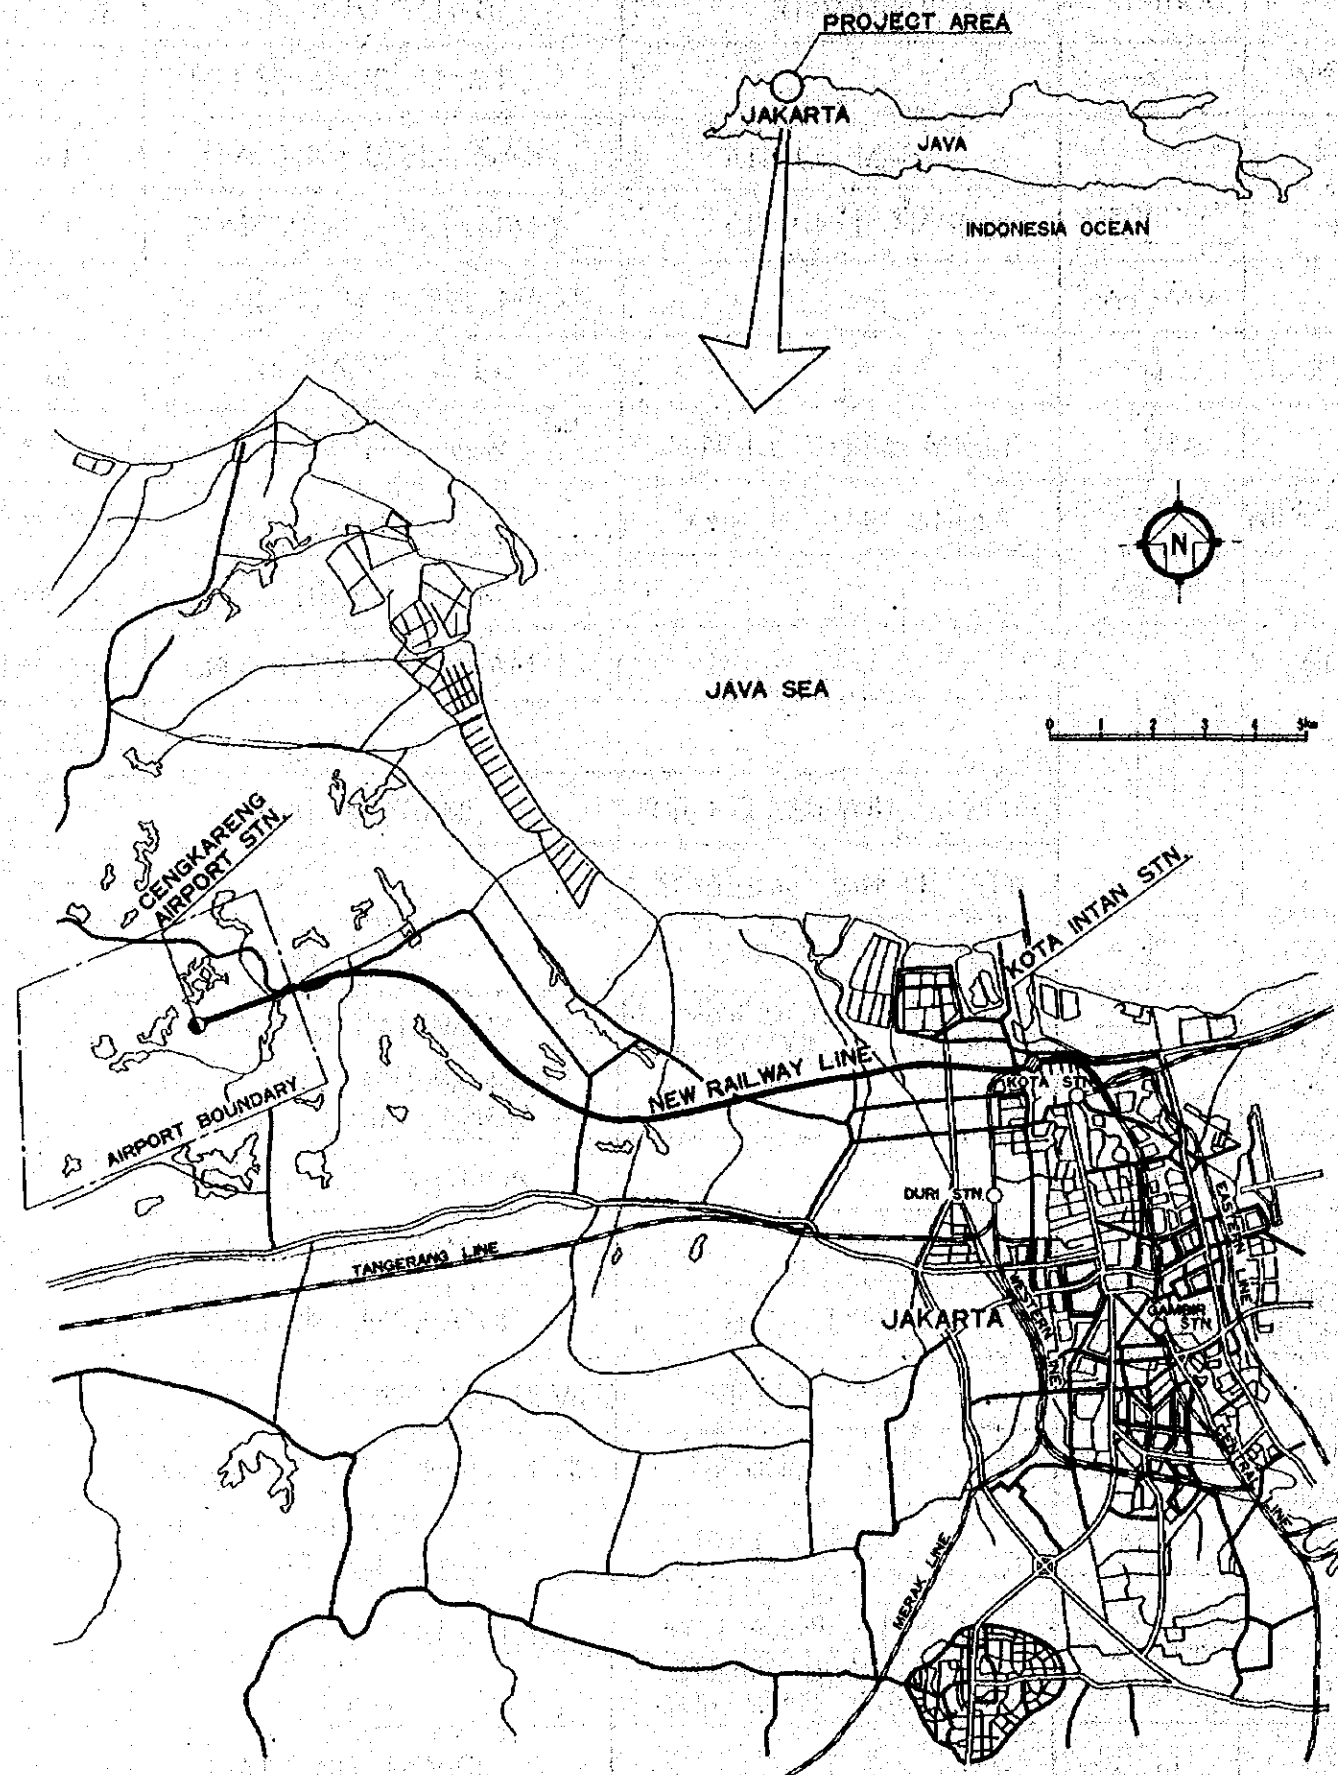 PROJECT AREA
JAKARTA
JAVA
INDONESIA OCEAN
N
JAVA SEA
0 1 2 3 4 5km
CENGKARENG
AIRPORT STN.
KOTA INTAN STN.
NEW RAILWAY LINE
KOTA STN.
AIRPORT BOUNDARY
DURI STN.
EASTERN LINE
TANGERANG LINE
WESTERN LINE
JAKARTA
GAMBIR
STN.
CENTRAL LINE
MERAK LINE